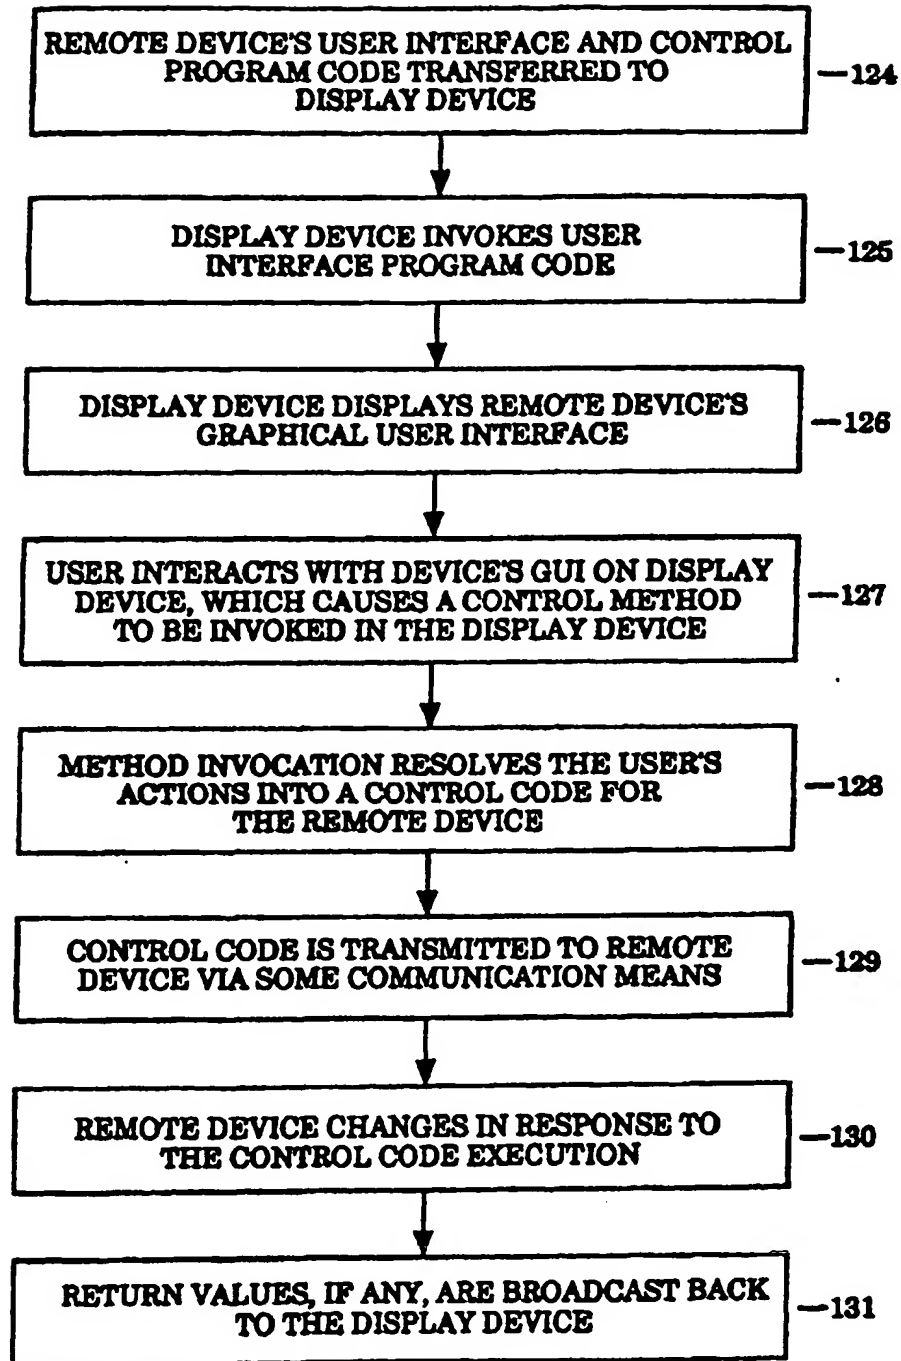 REMOTE DEVICE'S USER INTERFACE AND CONTROL
PROGRAM CODE TRANSFERRED TO
DISPLAY DEVICE
124
DISPLAY DEVICE INVOKES USER
INTERFACE PROGRAM CODE
125
DISPLAY DEVICE DISPLAYS REMOTE DEVICE'S
GRAPHICAL USER INTERFACE
126
USER INTERACTS WITH DEVICE'S GUI ON DISPLAY
DEVICE, WHICH CAUSES A CONTROL METHOD
TO BE INVOKED IN THE DISPLAY DEVICE
127
METHOD INVOCATION RESOLVES THE USER'S
ACTIONS INTO A CONTROL CODE FOR
THE REMOTE DEVICE
128
CONTROL CODE IS TRANSMITTED TO REMOTE
DEVICE VIA SOME COMMUNICATION MEANS
129
REMOTE DEVICE CHANGES IN RESPONSE TO
THE CONTROL CODE EXECUTION
130
RETURN VALUES, IF ANY, ARE BROADCAST BACK
TO THE DISPLAY DEVICE
131